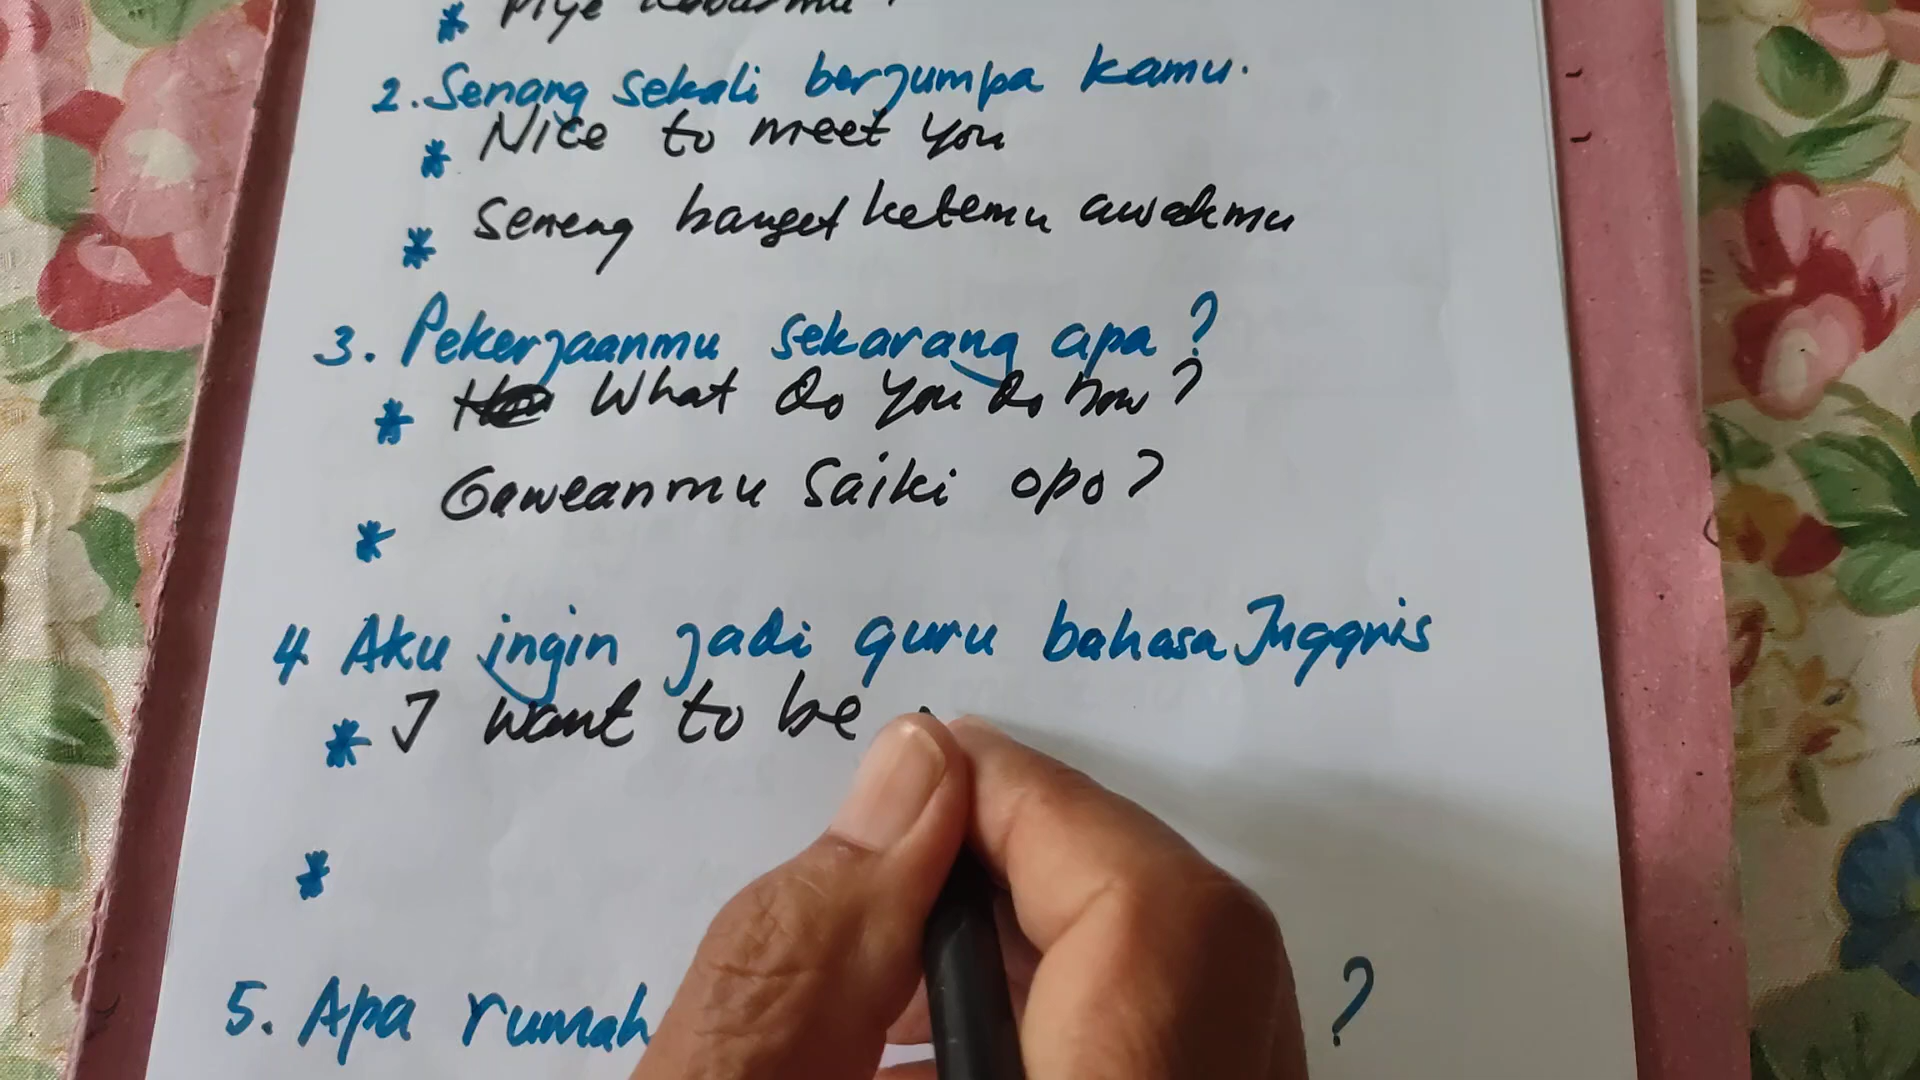 * Piye kabarmu?
2. Senang sekali berjumpa kamu.
* Nice to meet you
* Seneng banget ketemu awakmu
3. Pekerjaanmu sekarang apa?
* What do you do now?
* Gaweanmu saiki opo?
4 Aku ingin jadi guru bahasa Inggris
* I want to be
*
5. Apa rumah ?